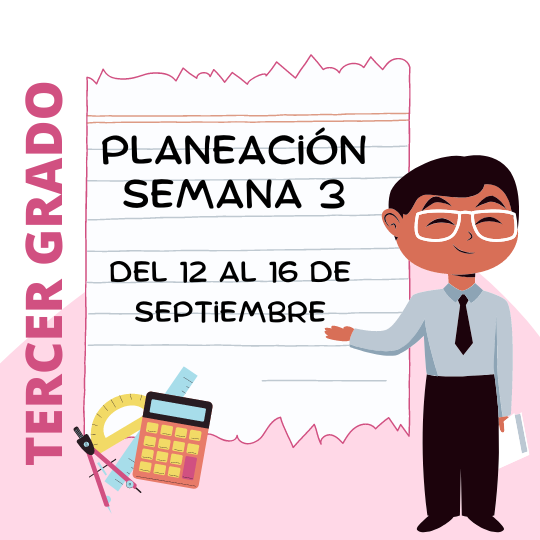 TERCER GRADO
PLANEACIÓN
SEMANA 3
DEL 12 AL 16 DE
SEPTIEMBRE